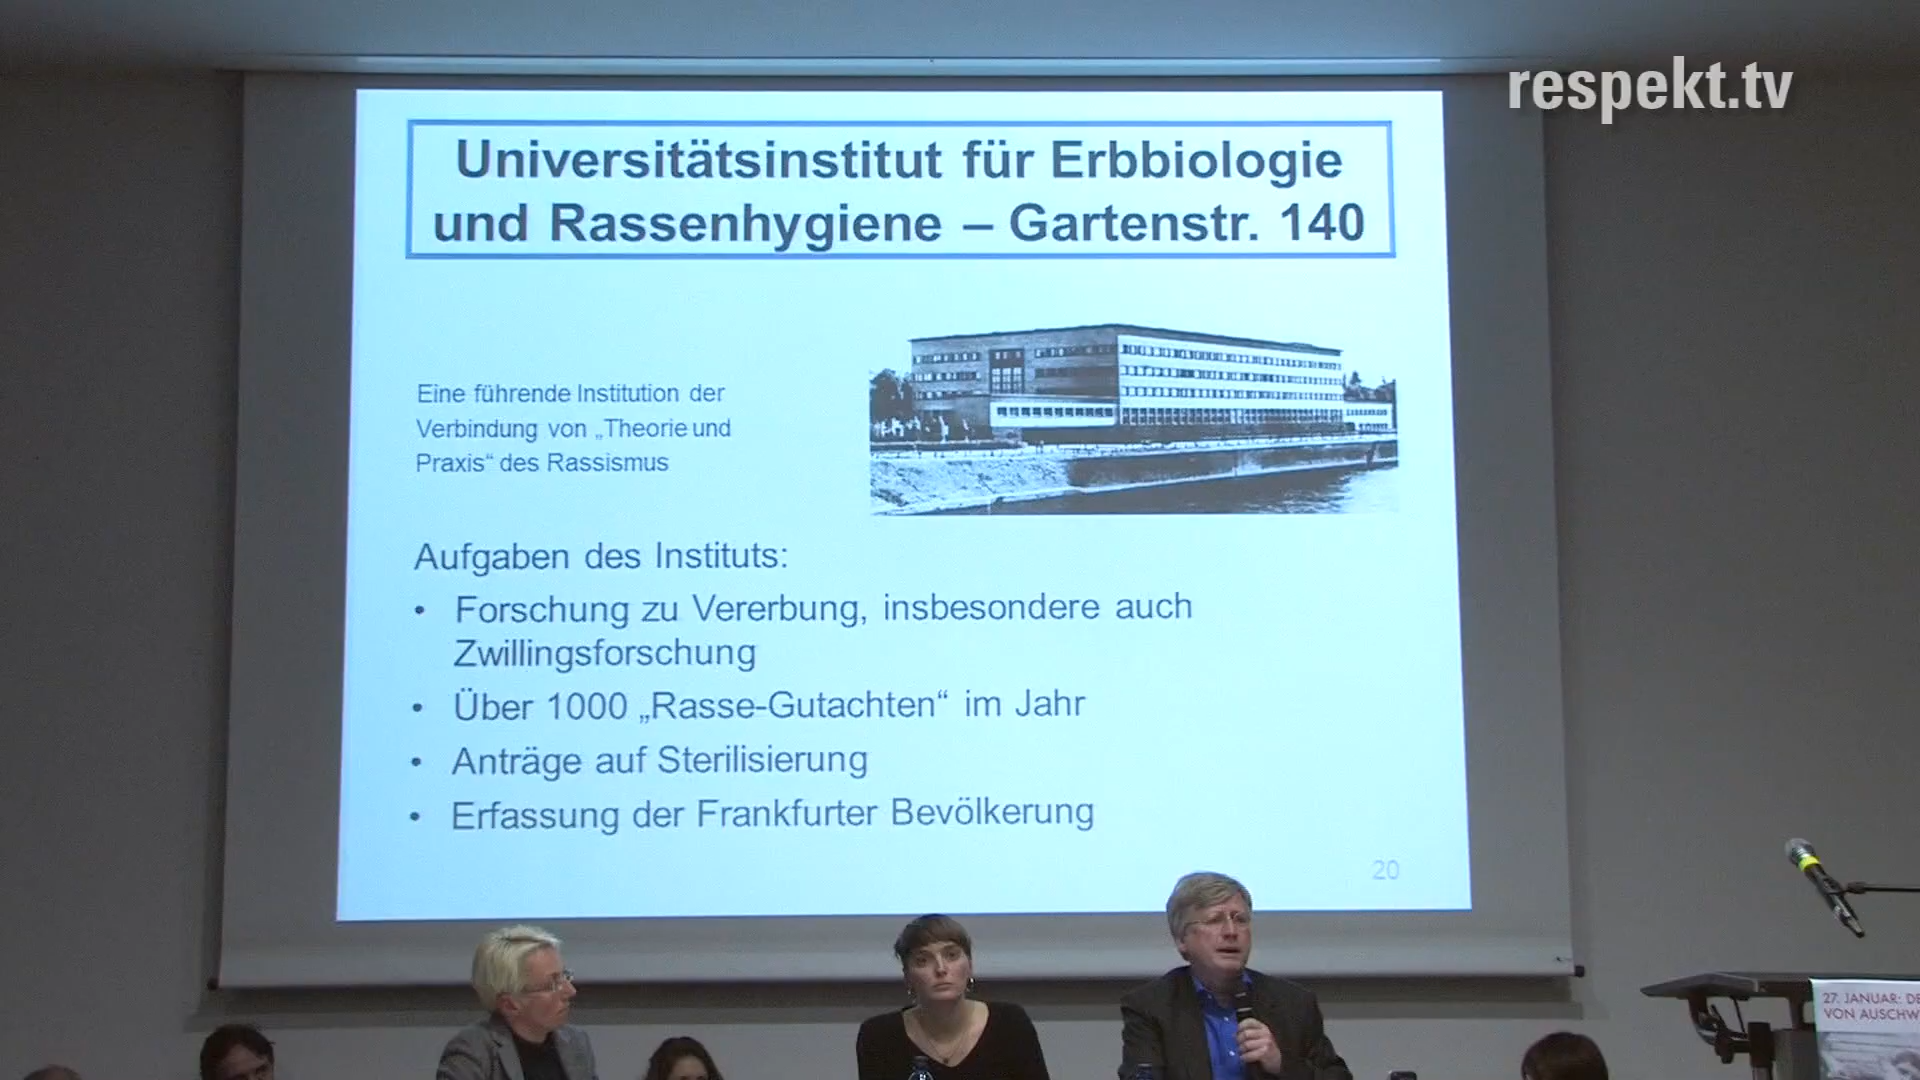 respekt.tv
Universitätsinstitut für Erbbiologie
und Rassenhygiene – Gartenstr. 140
Eine führende Institution der
Verbindung von „Theorie und
Praxis“ des Rassismus
Aufgaben des Instituts:
• Forschung zu Vererbung, insbesondere auch
Zwillingsforschung
• Über 1000 „Rasse-Gutachten“ im Jahr
• Anträge auf Sterilisierung
• Erfassung der Frankfurter Bevölkerung
20
27. JANUAR: DE
VON AUSCHW